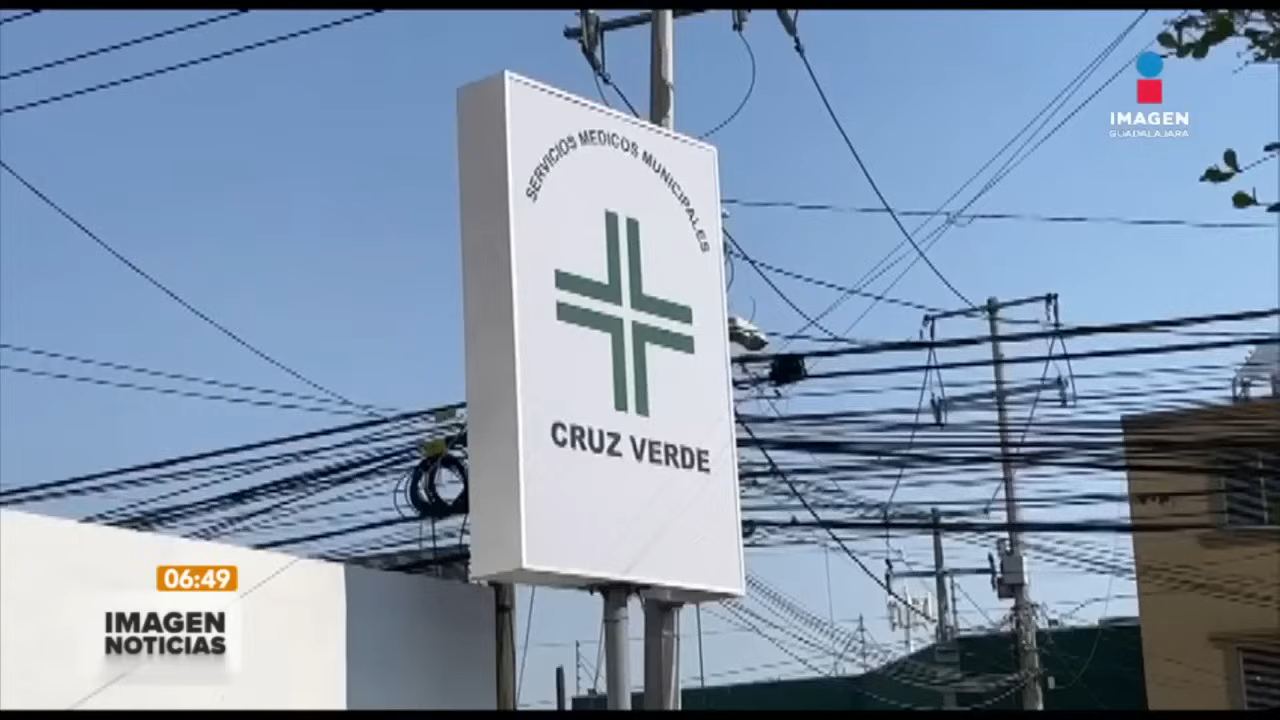 IMAGEN
GUADALAJARA
SERVICIOS MEDICOS MUNICIPALES
CRUZ VERDE
06:49
IMAGEN
NOTICIAS